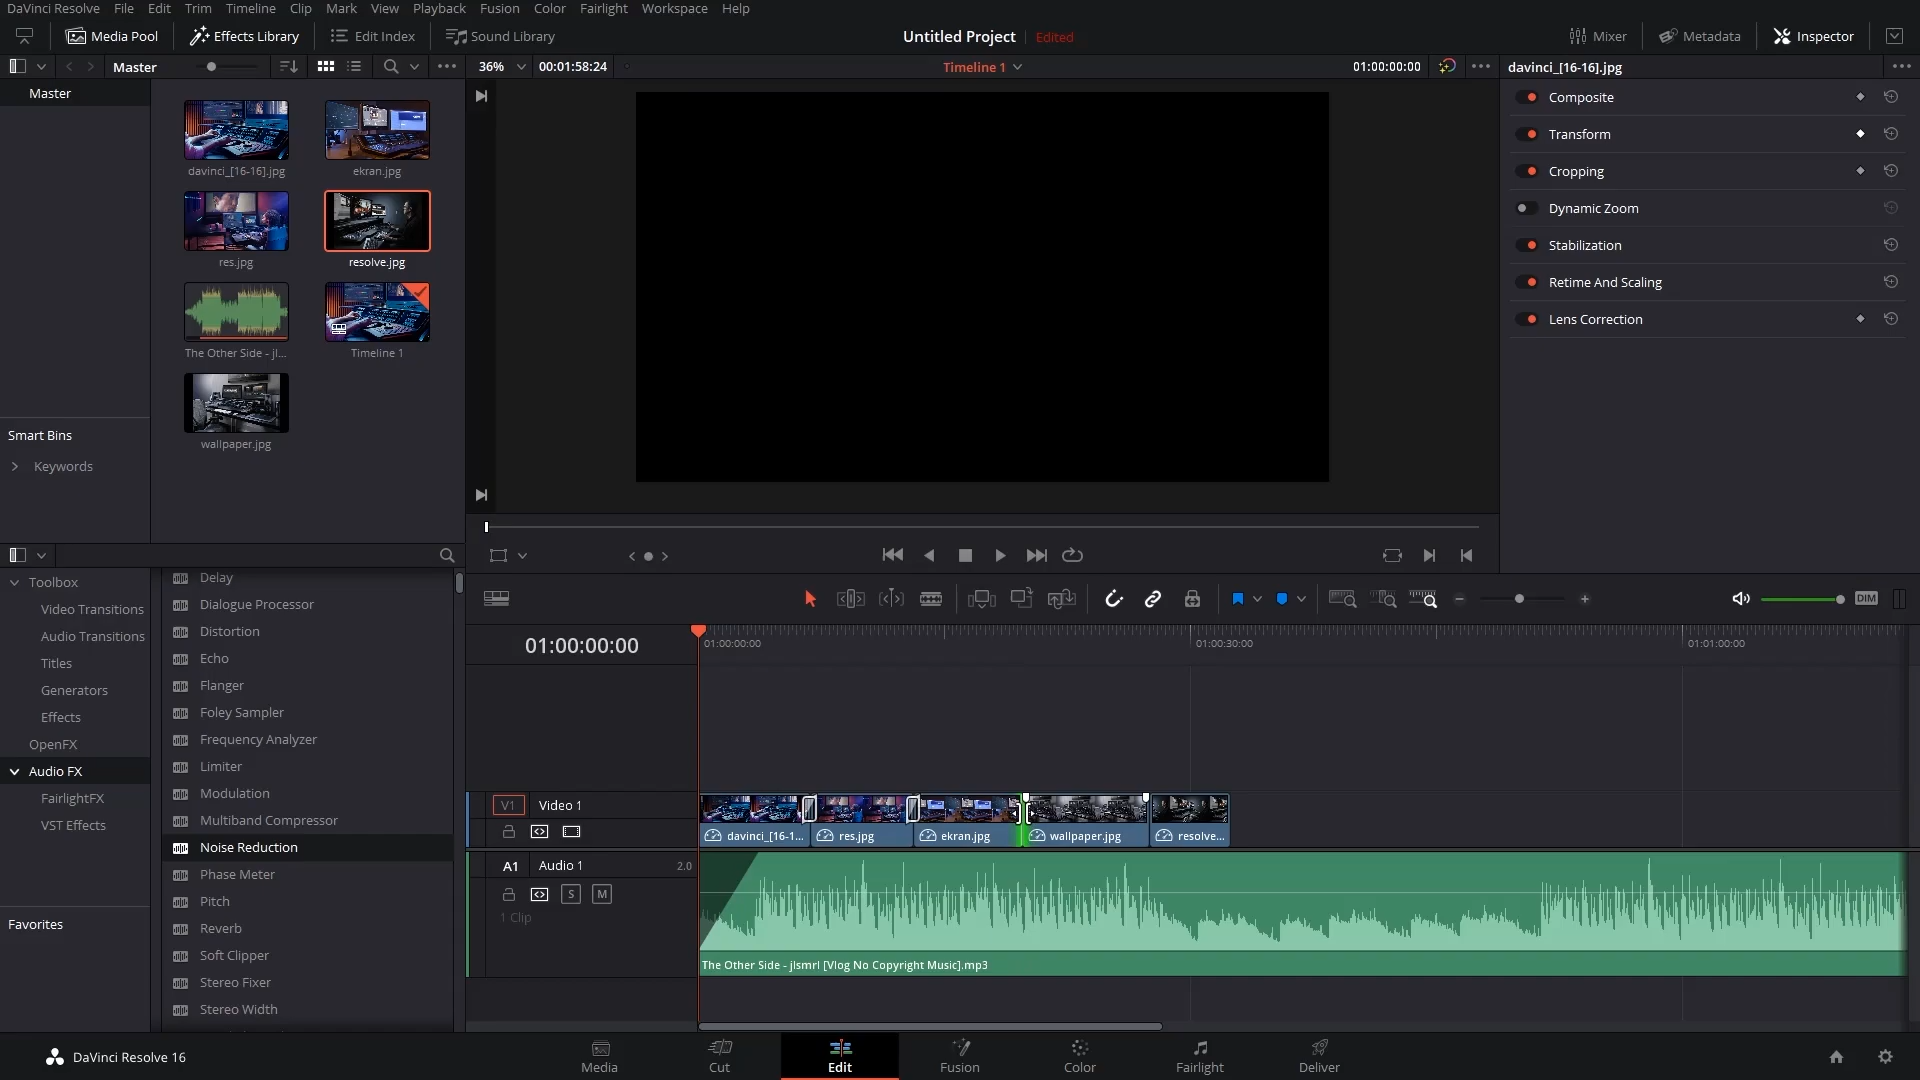 DaVinci Resolve File Edit Trim Timeline Clip Mark View Playback Fusion Color Fairlight Workspace Help
Media Pool Effects Library Edit Index Sound Library Untitled Project Edited Mixer Metadata Inspector
Master 36% 00:01:58:24 Timeline 1 01:00:00:00 davinci_[16-16].jpg
Master
davinci_[16-16].jpg ekran.jpg
res.jpg resolve.jpg
The Other Side - jl... Timeline 1
wallpaper.jpg
Smart Bins
Keywords
Composite
Transform
Cropping
Dynamic Zoom
Stabilization
Retime And Scaling
Lens Correction
Toolbox
Video Transitions
Audio Transitions
Titles
Generators
Effects
OpenFX
Audio FX
FairlightFX
VST Effects
Favorites
Delay
Dialogue Processor
Distortion
Echo
Flanger
Foley Sampler
Frequency Analyzer
Limiter
Modulation
Multiband Compressor
Noise Reduction
Phase Meter
Pitch
Reverb
Soft Clipper
Stereo Fixer
Stereo Width
DIM
01:00:00:00 01:00:00:00 01:00:30:00 01:01:00:00
V1 Video 1
davinci_[16-1... res.jpg ekran.jpg wallpaper.jpg resolve...
A1 Audio 1 2.0
S M
1 Clip
The Other Side - jlsmrl [Vlog No Copyright Music].mp3
DaVinci Resolve 16 Media Cut Edit Fusion Color Fairlight Deliver